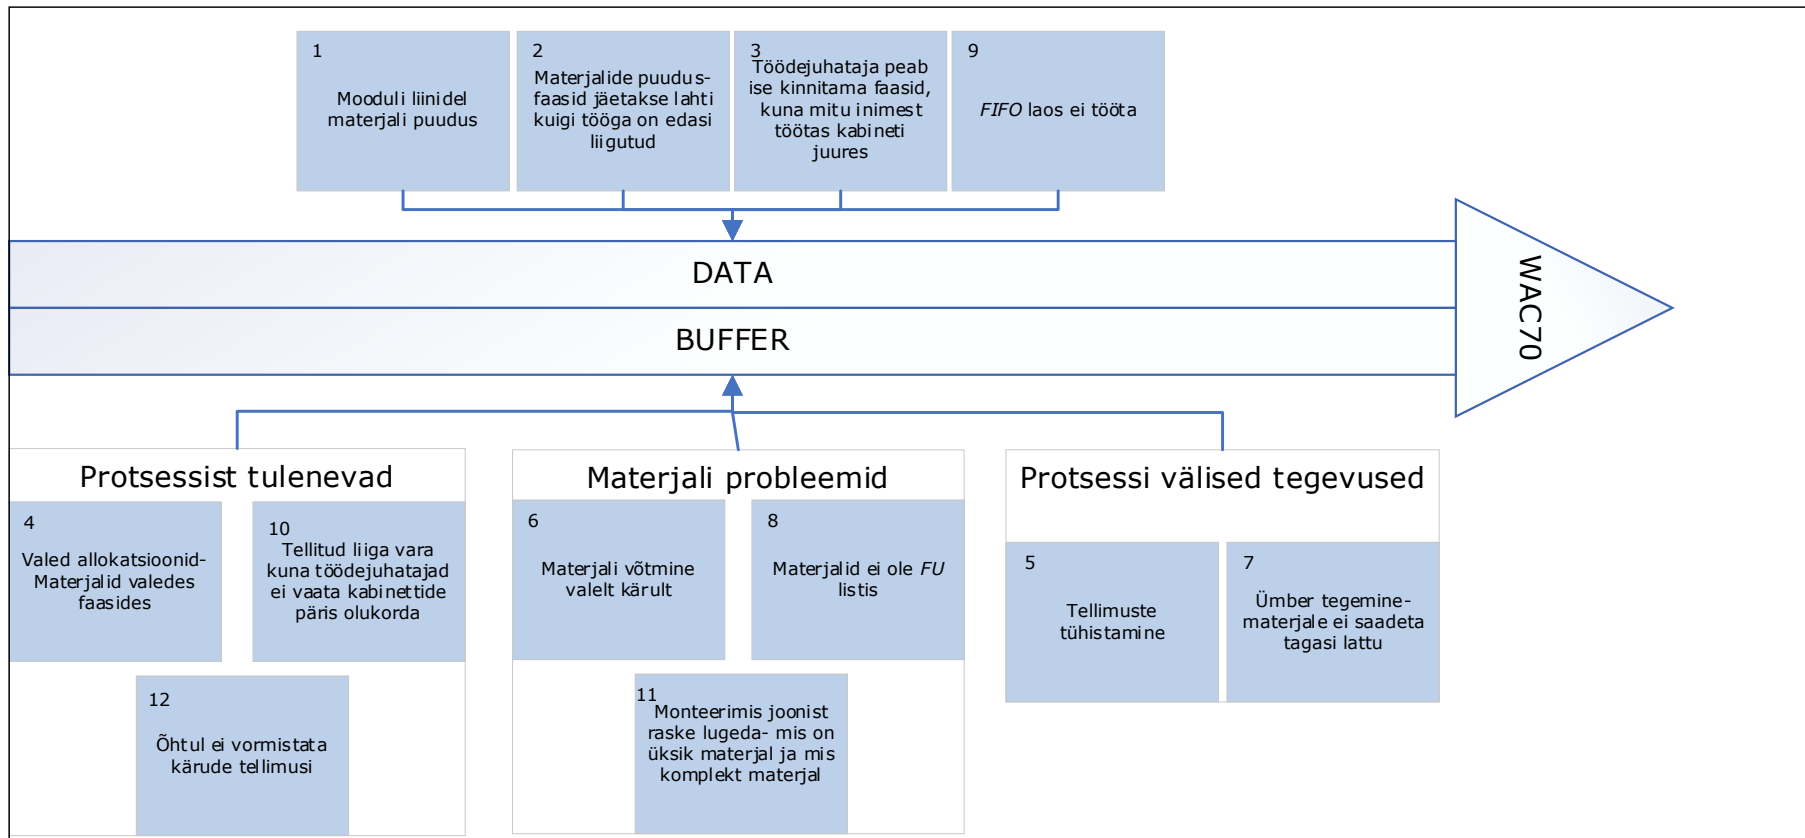 1
Mooduli liinidel
materjali puudus
2
Materjalide puudus-
faasid jäetakse lahti
kuigi tööga on edasi
liigutud
3
Töödejuhataja peab
ise kinnitama faasid,
kuna mitu inimest
töötas kabineti
juures
9
FIFO laos ei tööta
DATA
BUFFER
WAC70
Protsessist tulenevad
4
Valed allokatsioonid-
Materjalid valedes
faasides
10
Tellitud liiga vara
kuna töödejuhatajad
ei vaata kabinettide
päris olukorda
12
Õhtul ei vormistata
kärude tellimusi
Materjali probleemid
6
Materjali võtmine
valelt kärult
8
Materjalid ei ole FU
listis
11
Monteerimis joonist
raske lugeda- mis on
üksik materjal ja mis
komplekt materjal
Protsessi välised tegevused
5
Tellimuste
tühistamine
7
Ümber tegemine-
materjale ei saadeta
tagasi lattu